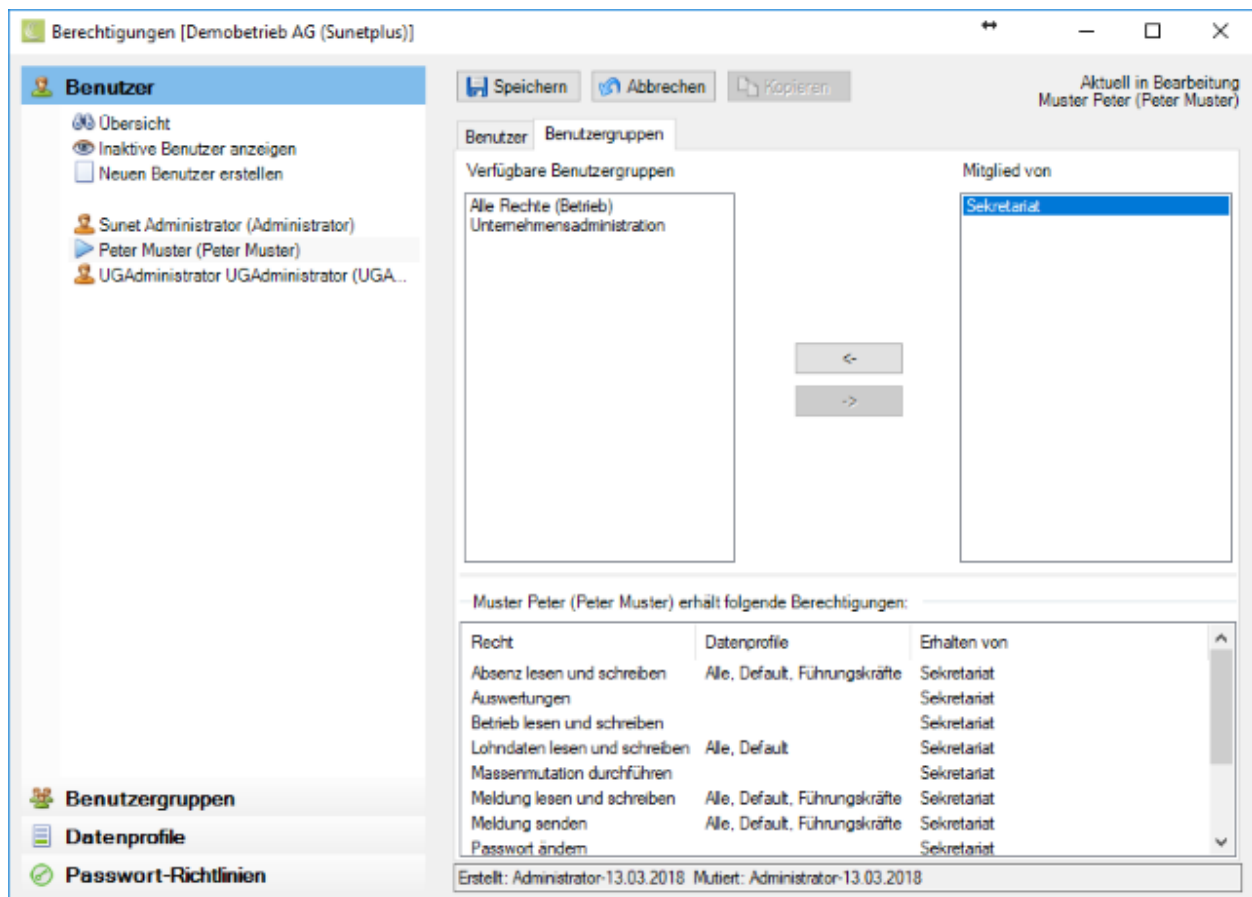 Berechtigungen [Demobetrieb AG (Sunetplus)]
Benutzer
Übersicht
Inaktive Benutzer anzeigen
Neuen Benutzer erstellen
Sunet Administrator (Administrator)
Peter Muster (Peter Muster)
UGAdministrator UGAdministrator (UGA...
Benutzergruppen
Datenprofile
Passwort-Richtlinien
Speichern Abbrechen Kopieren
Aktuell in Bearbeitung
Muster Peter (Peter Muster)
Benutzer Benutzergruppen
Verfügbare Benutzergruppen Mitglied von
Alle Rechte (Betrieb) Sekretariat
Unternehmensadministration
<-
->
Muster Peter (Peter Muster) erhält folgende Berechtigungen:
Recht Datenprofile Erhalten von
Absenz lesen und schreiben Alle, Default, Führungskräfte Sekretariat
Auswertungen Sekretariat
Betrieb lesen und schreiben Sekretariat
Lohndaten lesen und schreiben Alle, Default Sekretariat
Massenmutation durchführen Sekretariat
Meldung lesen und schreiben Alle, Default, Führungskräfte Sekretariat
Meldung senden Alle, Default, Führungskräfte Sekretariat
Passwort ändern Sekretariat
Erstellt: Administrator-13.03.2018 Mutiert: Administrator-13.03.2018